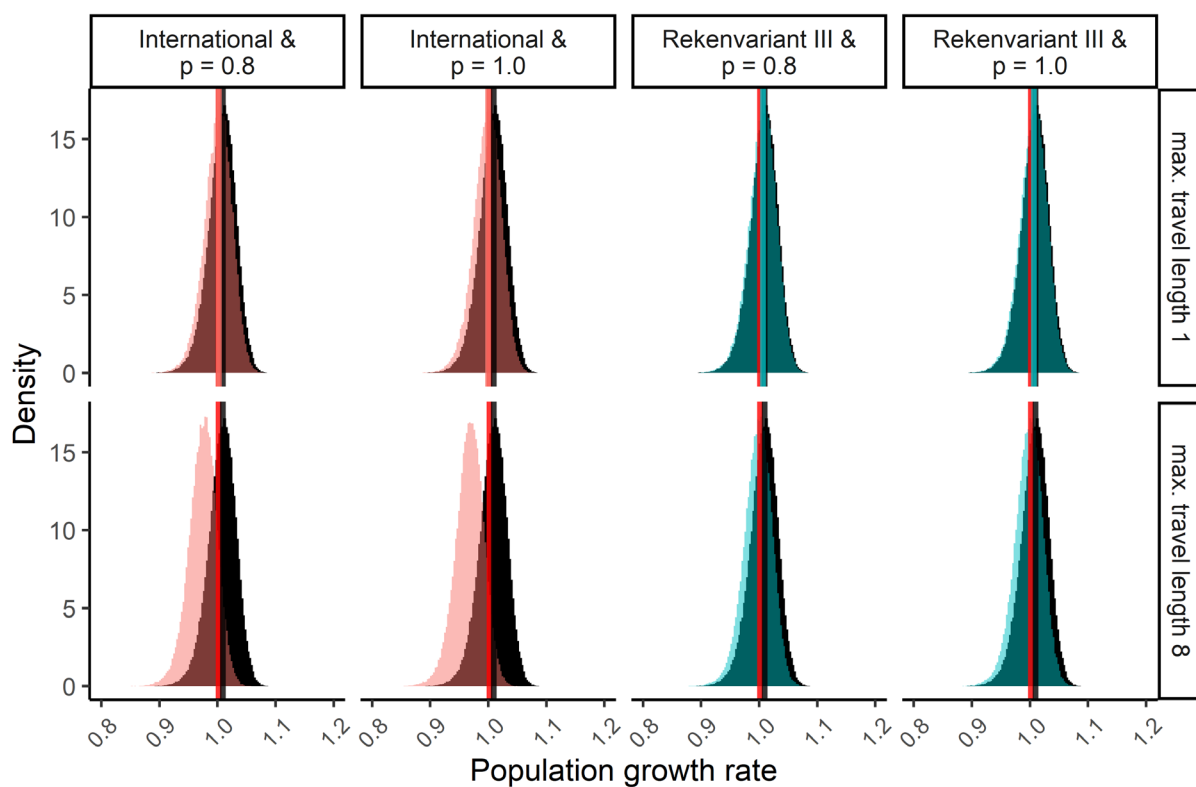 International &
p = 0.8
International &
p = 1.0
Rekenvariant III &
p = 0.8
Rekenvariant III &
p = 1.0
Density
15
10
5
0
max. travel length 1
15
10
5
0
max. travel length 8
0.8 0.9 1.0 1.1 1.2
0.8 0.9 1.0 1.1 1.2
0.8 0.9 1.0 1.1 1.2
0.8 0.9 1.0 1.1 1.2
Population growth rate